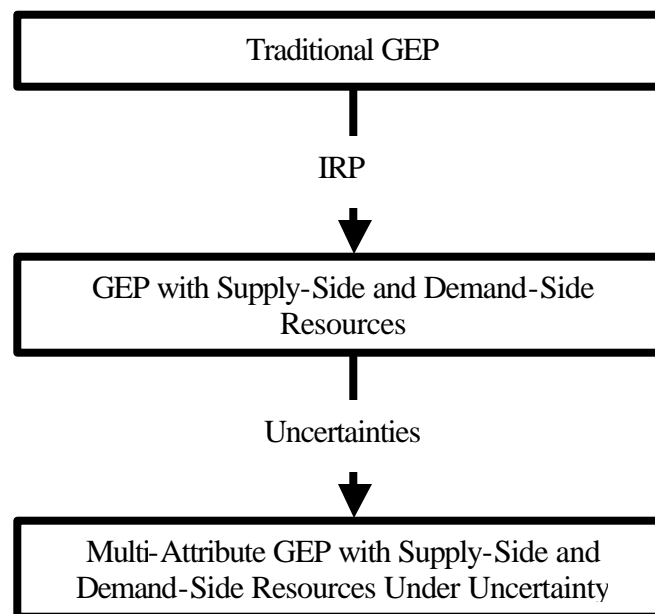 Traditional GEP
IRP
GEP with Supply-Side and Demand-Side
Resources
Uncertainties
Multi-Attribute GEP with Supply-Side and
Demand-Side Resources Under Uncertainty